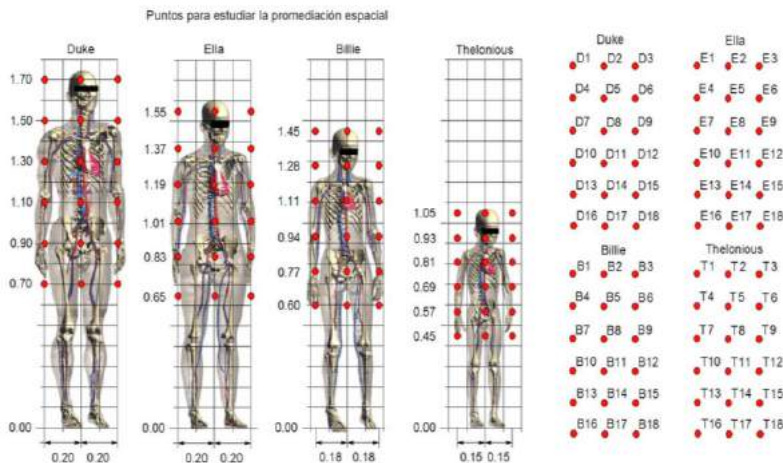 Puntos para estudiar la promediación espacial
Duke
1.70
1.50
1.30
1.10
0.90
0.70
0.00
0.20 0.20
Ella
1.55
1.37
1.19
1.01
0.83
0.65
0.00
0.20 0.20
Billie
1.45
1.28
1.11
0.94
0.77
0.60
0.00
0.18 0.18
Thelonious
1.05
0.93
0.81
0.69
0.57
0.45
0.00
0.15 0.15
Duke
D1 D2 D3
D4 D5 D6
D7 D8 D9
D10 D11 D12
D13 D14 D15
D16 D17 D18
Ella
E1 E2 E3
E4 E5 E6
E7 E8 E9
E10 E11 E12
E13 E14 E15
E16 E17 E18
Billie
B1 B2 B3
B4 B5 B6
B7 B8 B9
B10 B11 B12
B13 B14 B15
B16 B17 B18
Thelonious
T1 T2 T3
T4 T5 T6
T7 T8 T9
T10 T11 T12
T13 T14 T15
T16 T17 T18